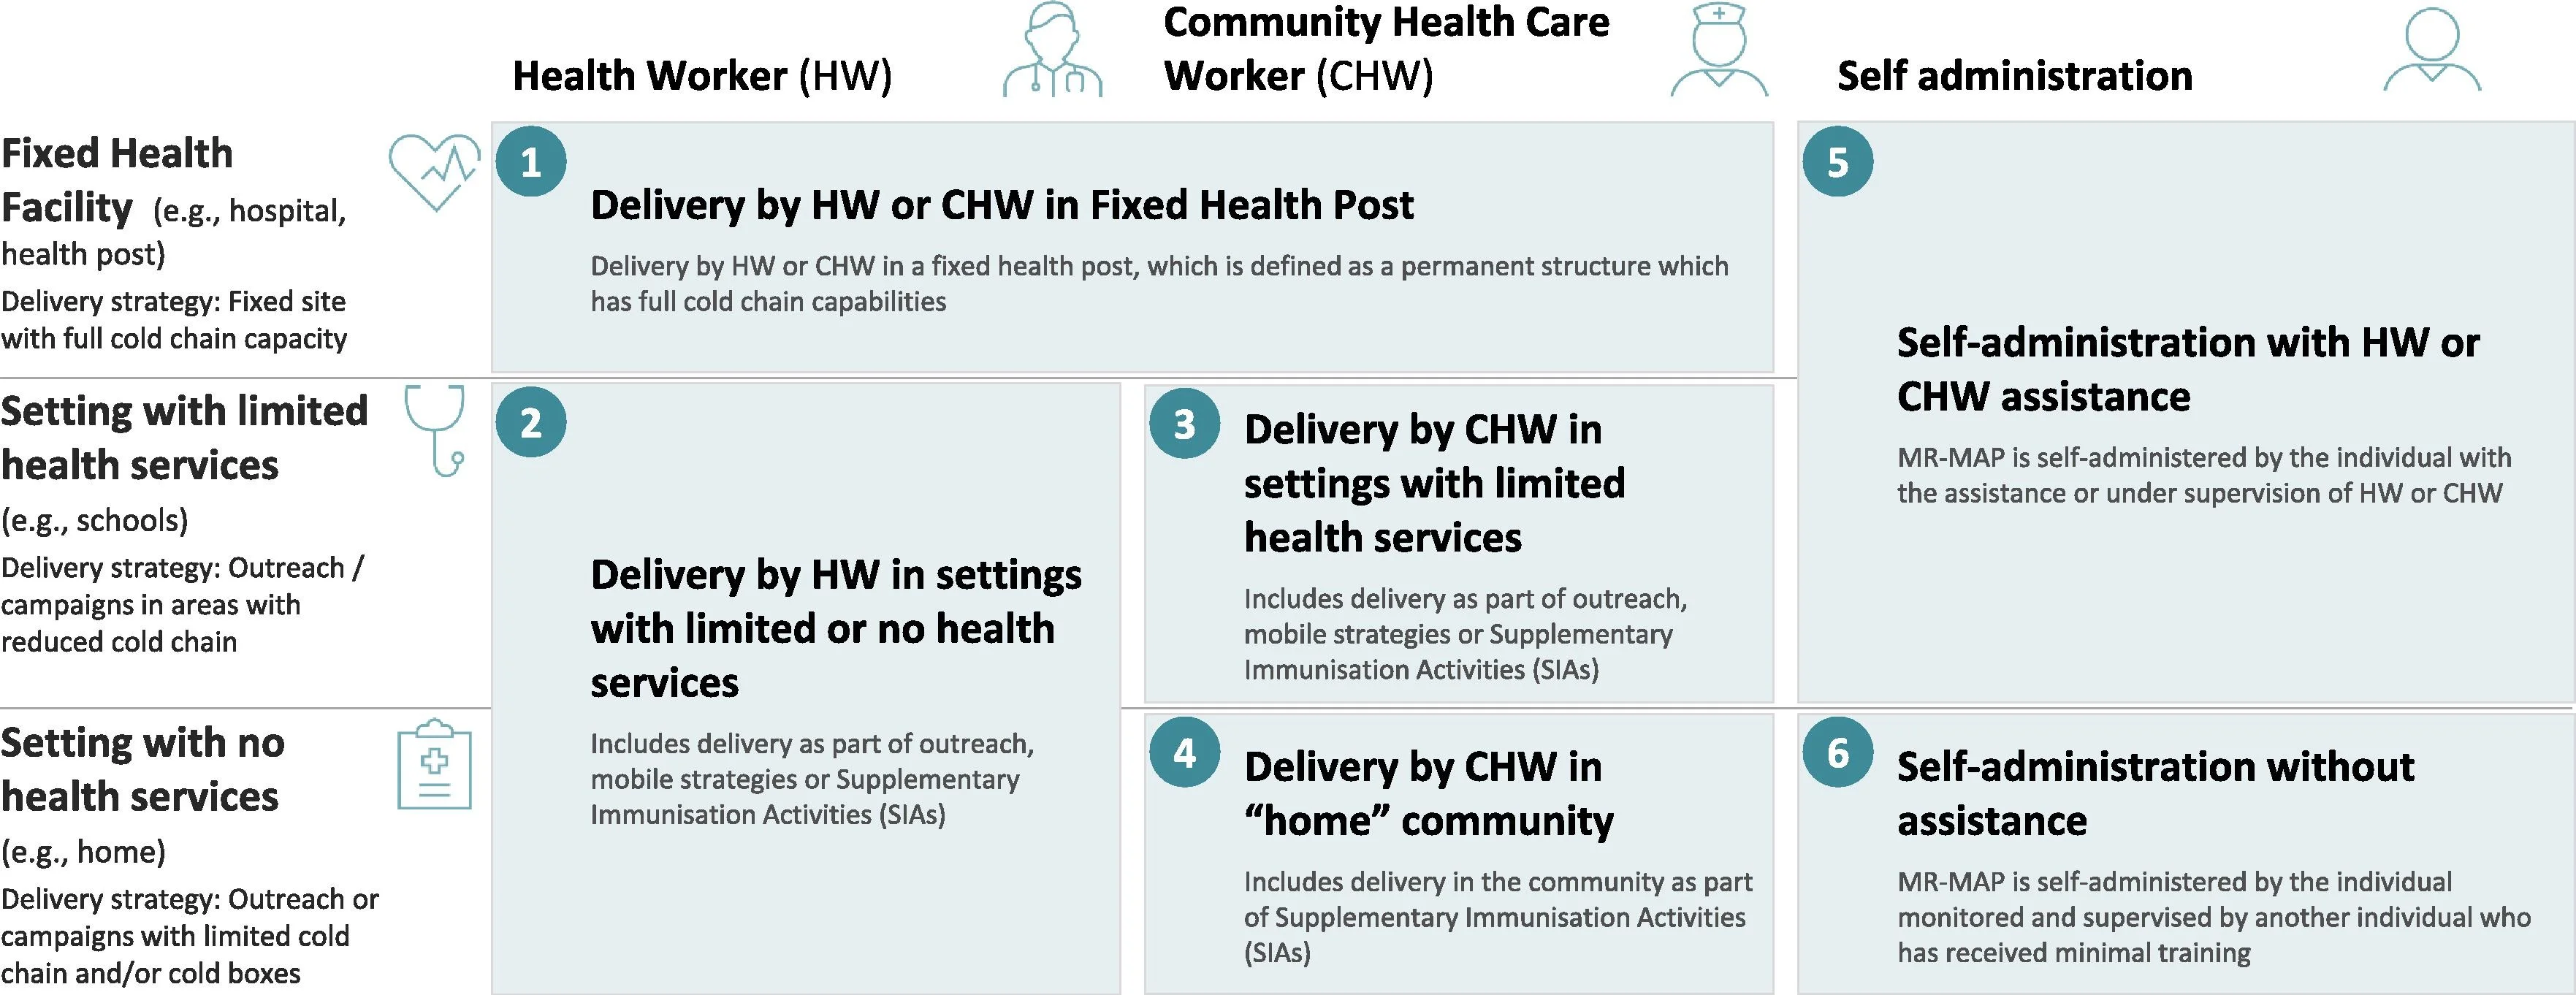 Health Worker (HW)
Community Health Care
Worker (CHW)
Self administration
Fixed Health
Facility (e.g., hospital,
health post)
Delivery strategy: Fixed site
with full cold chain capacity
1
Delivery by HW or CHW in Fixed Health Post
Delivery by HW or CHW in a fixed health post, which is defined as a permanent structure which
has full cold chain capabilities
5
Self-administration with HW or
CHW assistance
MR-MAP is self-administered by the individual with
the assistance or under supervision of HW or CHW
Setting with limited
health services
(e.g., schools)
Delivery strategy: Outreach /
campaigns in areas with
reduced cold chain
2
Delivery by HW in settings
with limited or no health
services
Includes delivery as part of outreach,
mobile strategies or Supplementary
Immunisation Activities (SIAs)
3
Delivery by CHW in
settings with limited
health services
Includes delivery as part of outreach,
mobile strategies or Supplementary
Immunisation Activities (SIAs)
Setting with no
health services
(e.g., home)
Delivery strategy: Outreach or
campaigns with limited cold
chain and/or cold boxes
4
Delivery by CHW in
“home” community
Includes delivery in the community as part
of Supplementary Immunisation Activities
(SIAs)
6
Self-administration without
assistance
MR-MAP is self-administered by the individual
monitored and supervised by another individual who
has received minimal training